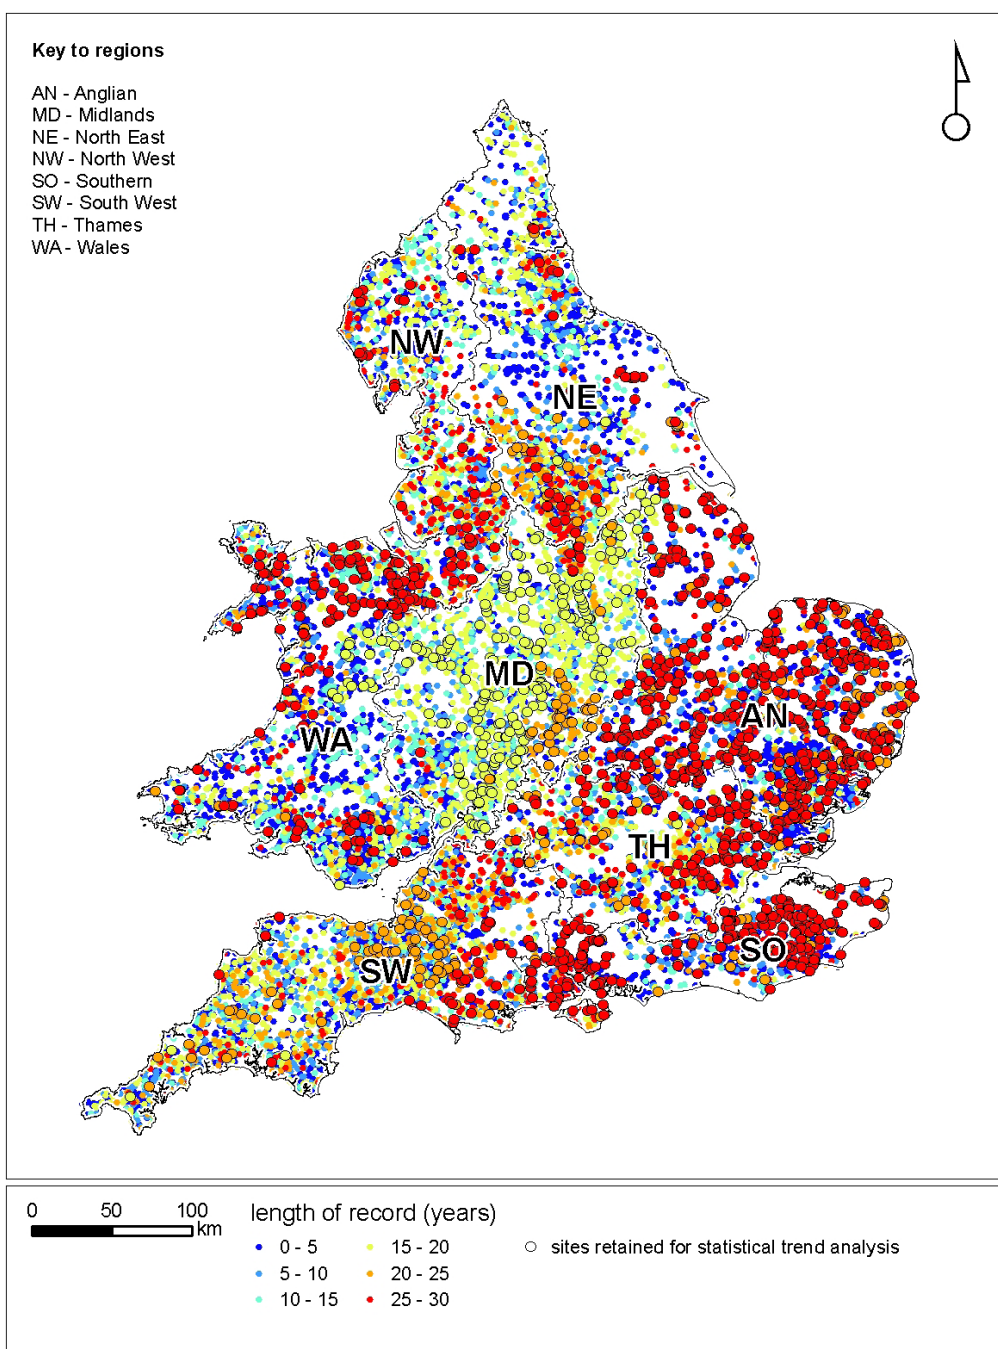 Key to regions
AN - Anglian
MD - Midlands
NE - North East
NW - North West
SO - Southern
SW - South West
TH - Thames
WA - Wales
NW
NE
MD
AN
WA
TH
SO
SW
0 50 100
km
length of record (years)
0 - 5
5 - 10
10 - 15
15 - 20
20 - 25
25 - 30
sites retained for statistical trend analysis